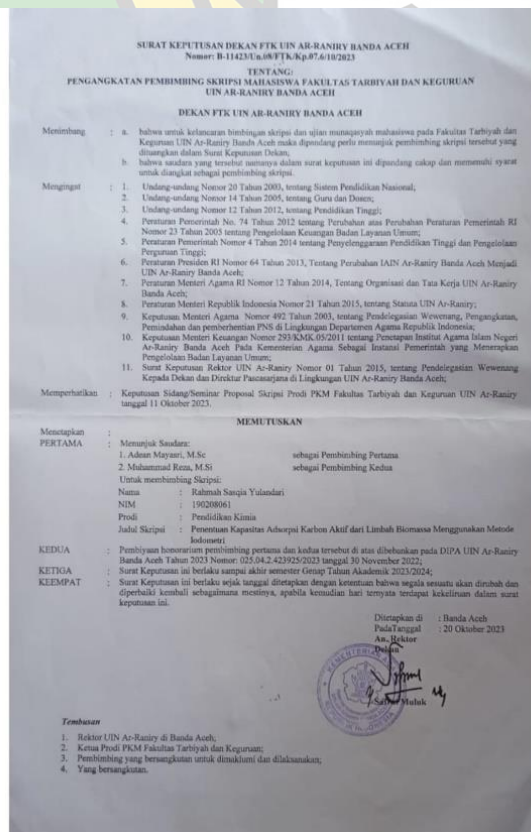 SURAT KEPUTUSAN DEKAN FTK UIN AR-RANIRY BANDA ACEH
Nomor: B-11423/Un.08/FTK/Kp.07.6/10/2023
TENTANG:
PENGANGKATAN PEMBIMBING SKRIPSI MAHASISWA FAKULTAS TARBIYAH DAN KEGURUAN
UIN AR-RANIRY BANDA ACEH
DEKAN FTK UIN AR-RANIRY BANDA ACEH
Menimbang : a. bahwa untuk kelancaran bimbingan skripsi dan ujian munaqasyah mahasiswa pada Fakultas Tarbiyah dan
Keguruan UIN Ar-Raniry Banda Aceh maka dipandang perlu menunjuk pembimbing skripsi tersebut yang
dituangkan dalam Surat Keputusan Dekan;
b. bahwa saudara yang tersebut namanya dalam surat keputusan ini dipandang cakap dan memenuhi syarat
untuk diangkat sebagai pembimbing skripsi.
Mengingat : 1. Undang-undang Nomor 20 Tahun 2003, tentang Sistem Pendidikan Nasional;
2. Undang-undang Nomor 14 Tahun 2005, tentang Guru dan Dosen;
3. Undang-undang Nomor 12 Tahun 2012, tentang Pendidikan Tinggi;
4. Peraturan Pemerintah No. 74 Tahun 2012 tentang Perubahan atas Perubahan Peraturan Pemerintah RI
Nomor 23 Tahun 2005 tentang Pengelolaan Keuangan Badan Layanan Umum;
5. Peraturan Pemerintah Nomor 4 Tahun 2014 tentang Penyelenggaraan Pendidikan Tinggi dan Pengelolaan
Perguruan Tinggi;
6. Peraturan Presiden RI Nomor 64 Tahun 2013, Tentang Perubahan IAIN Ar-Raniry Banda Aceh Menjadi
UIN Ar-Raniry Banda Aceh;
7. Peraturan Menteri Agama RI Nomor 12 Tahun 2014, Tentang Organisasi dan Tata Kerja UIN Ar-Raniry
Banda Aceh;
8. Peraturan Menteri Republik Indonesia Nomor 21 Tahun 2015, tentang Statuta UIN Ar-Raniry;
9. Keputusan Menteri Agama Nomor 492 Tahun 2003, tentang Pendelegasian Wewenang, Pengangkatan,
Pemindahan dan pemberhentian PNS di Lingkungan Departemen Agama Republik Indonesia;
10. Keputusan Menteri Keuangan Nomor 293/KMK.05/2011 tentang Penetapan Institut Agama Islam Negeri
Ar-Raniry Banda Aceh Pada Kementerian Agama Sebagai Instansi Pemerintah yang Menerapkan
Pengelolaan Badan Layanan Umum;
11. Surat Keputusan Rektor UIN Ar-Raniry Nomor 01 Tahun 2015, tentang Pendelegasian Wewenang
Kepada Dekan dan Direktur Pascasarjana di Lingkungan UIN Ar-Raniry Banda Aceh;
Memperhatikan : Keputusan Sidang/Seminar Proposal Skripsi Prodi PKM Fakultas Tarbiyah dan Keguruan UIN Ar-Raniry
tanggal 11 Oktober 2023.
MEMUTUSKAN
Menetapkan :
PERTAMA : Menunjuk Saudara:
1. Adean Mayasri, M.Sc sebagai Pembimbing Pertama
2. Muhammad Reza, M.Si sebagai Pembimbing Kedua
Untuk membimbing Skripsi:
Nama : Rahmah Sasqia Yulandari
NIM : 190208061
Prodi : Pendidikan Kimia
Judul Skripsi : Penentuan Kapasitas Adsorpsi Karbon Aktif dari Limbah Biomassa Menggunakan Metode
Iodometri
KEDUA : Pembiyaan honorarium pembimbing pertama dan kedua tersebut di atas dibebankan pada DIPA UIN Ar-Raniry
Banda Aceh Tahun 2023 Nomor: 025.04.2.423925/2023 tanggal 30 November 2022;
KETIGA : Surat Keputusan ini berlaku sampai akhir semester Genap Tahun Akademik 2023/2024;
KEEMPAT : Surat Keputusan ini berlaku sejak tanggal ditetapkan dengan ketentuan bahwa segala sesuatu akan dirobah dan
diperbaiki kembali sebagaimana mestinya, apabila kemudian hari ternyata terdapat kekeliruan dalam surat
keputusan ini.
Ditetapkan di : Banda Aceh
PadaTanggal : 20 Oktober 2023
An. Rektor
Dekan
KEMENTERIAN
REPUBLIK INDONESIA
Muluk
Tembusan
1. Rektor UIN Ar-Raniry di Banda Aceh;
2. Ketua Prodi PKM Fakultas Tarbiyah dan Keguruan;
3. Pembimbing yang bersangkutan untuk dimaklumi dan dilaksanakan;
4. Yang bersangkutan.